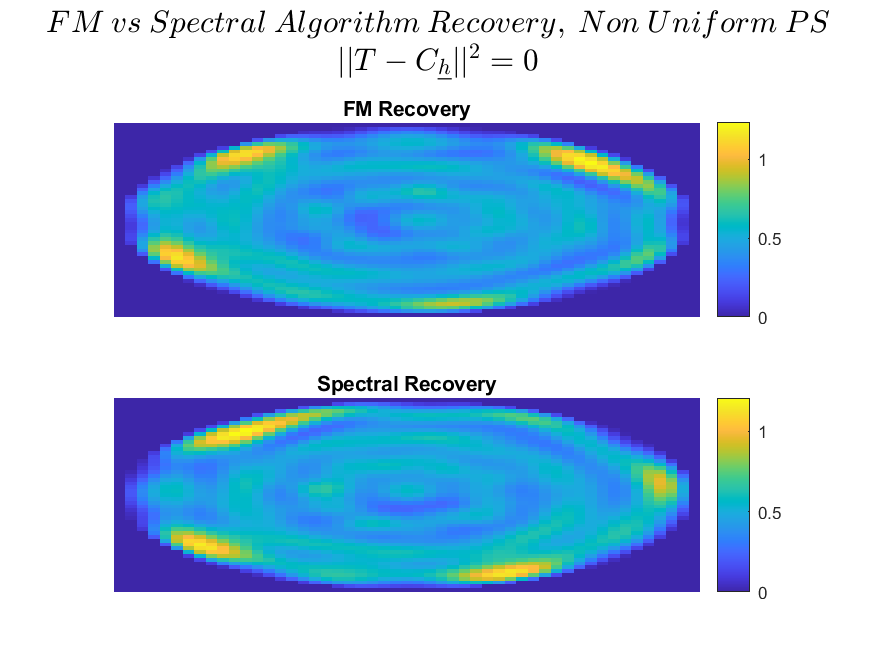 FM vs Spectral Algorithm Recovery, Non Uniform PS
||T − C_h||² = 0
FM Recovery
1
0.5
0
Spectral Recovery
1
0.5
0